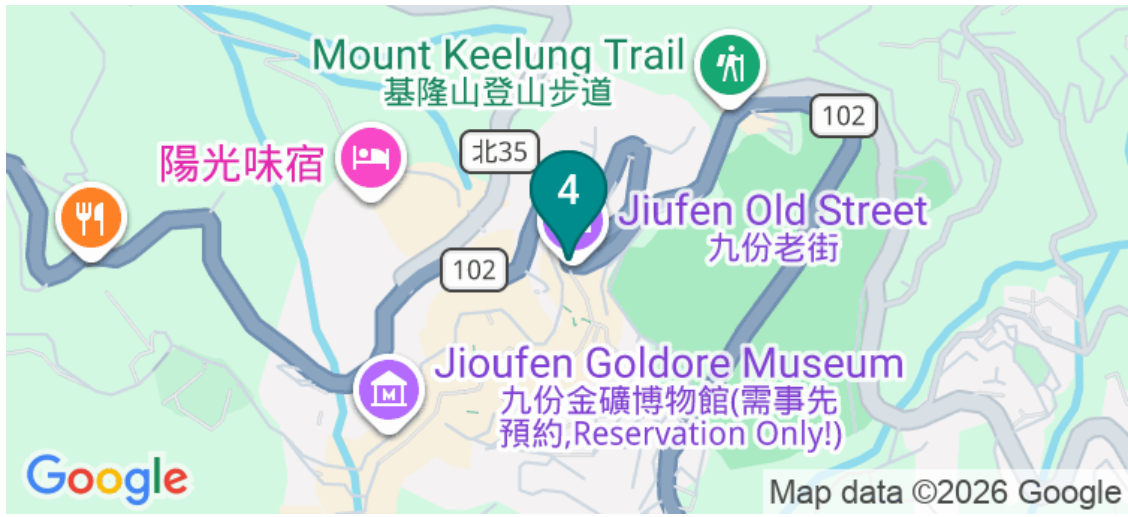 Mount Keelung Trail
基隆山登山步道
102
北35
陽光味宿
4
Jiufen Old Street
九份老街
102
Jioufen Goldore Museum
九份金礦博物館(需事先
預約,Reservation Only!)
Google
Map data ©2026 Google